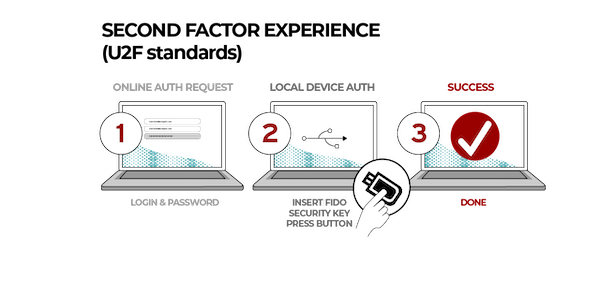 SECOND FACTOR EXPERIENCE
(U2F standards)
ONLINE AUTH REQUEST
LOCAL DEVICE AUTH
SUCCESS
1
2
3
LOGIN & PASSWORD
INSERT FIDO
SECURITY KEY
PRESS BUTTON
DONE